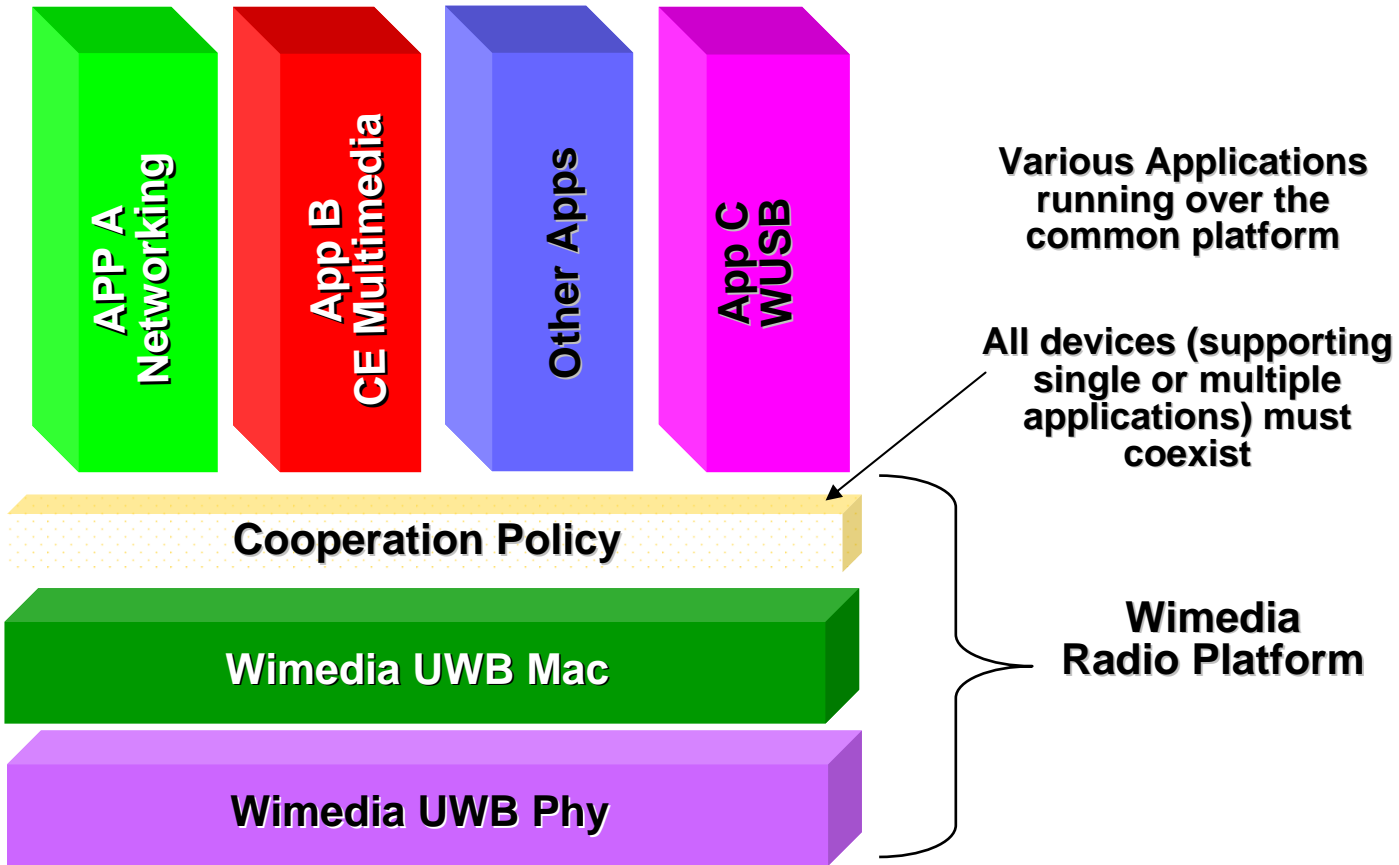 APP A
Networking
App B
CE Multimedia
Other Apps
App C
WUSB
Various Applications
running over the
common platform
All devices (supporting
single or multiple
applications) must
coexist
Cooperation Policy
Wimedia UWB Mac
Wimedia UWB Phy
Wimedia
Radio Platform